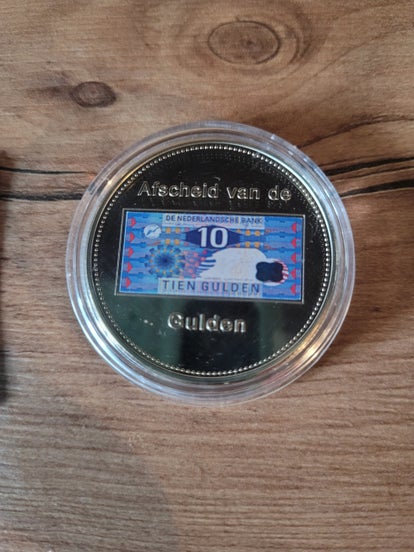 Afscheid van de
DE NEDERLANDSCHE BANK
10
TIEN GULDEN
Gulden